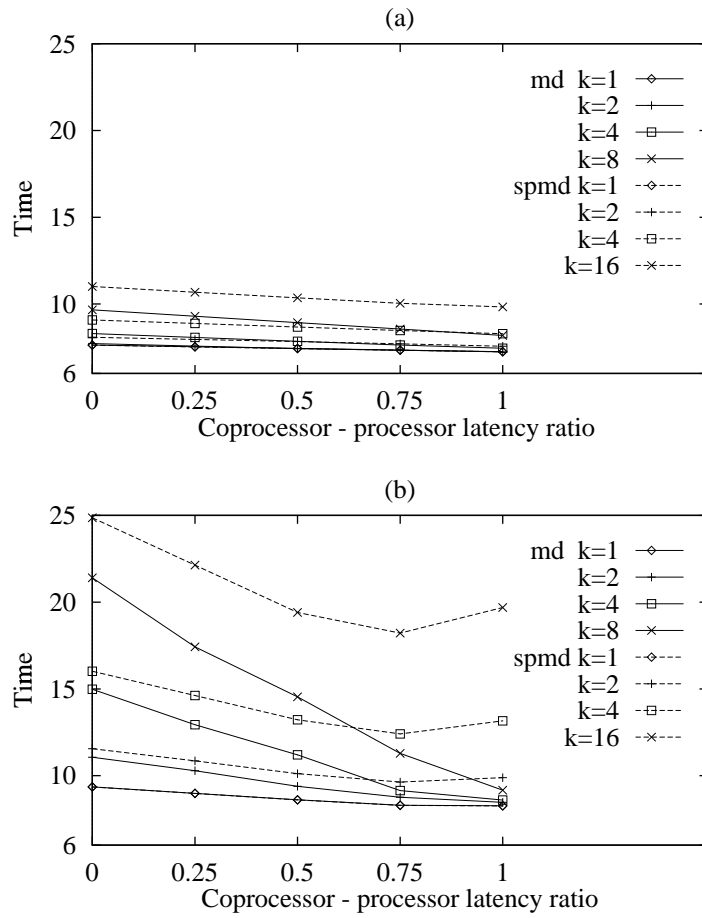 (a)
25
20
15
10
6
Time
md k=1
k=2
k=4
k=8
spmd k=1
k=2
k=4
k=16
0 0.25 0.5 0.75 1
Coprocessor - processor latency ratio
(b)
25
20
15
10
6
Time
md k=1
k=2
k=4
k=8
spmd k=1
k=2
k=4
k=16
0 0.25 0.5 0.75 1
Coprocessor - processor latency ratio